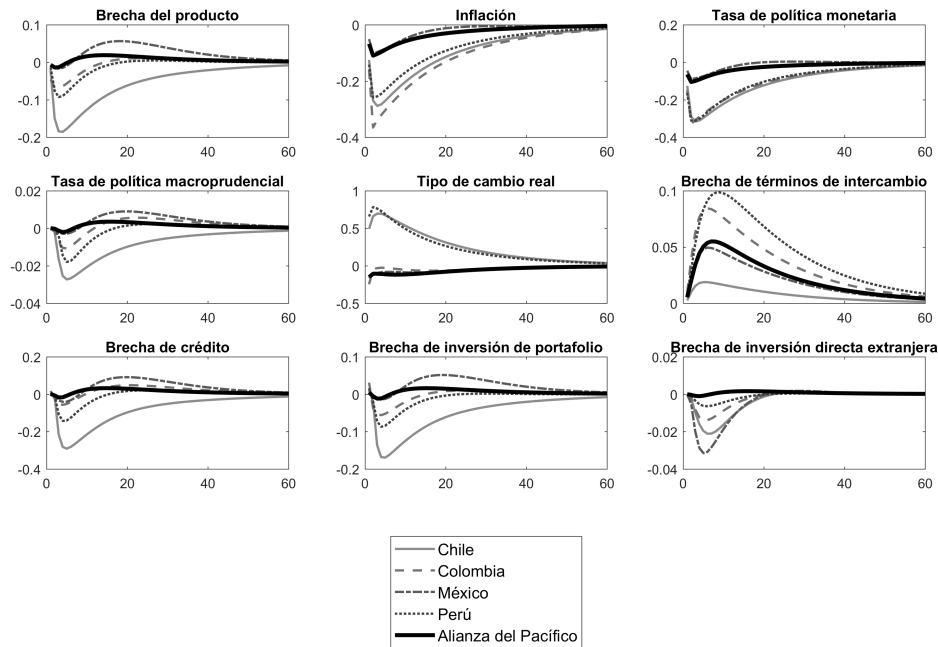 Brecha del producto
0.1
0
-0.1
-0.2
0 20 40 60
Inflación
0
-0.2
-0.4
0 20 40 60
Tasa de política monetaria
0.2
0
-0.2
-0.4
0 20 40 60
Tasa de política macroprudencial
0.02
0
-0.02
-0.04
0 20 40 60
Tipo de cambio real
1
0.5
0
-0.5
0 20 40 60
Brecha de términos de intercambio
0.1
0.05
0
0 20 40 60
Brecha de crédito
0.2
0
-0.2
-0.4
0 20 40 60
Brecha de inversión de portafolio
0.1
0
-0.1
-0.2
0 20 40 60
Brecha de inversión directa extranjera
0.02
0
-0.02
-0.04
0 20 40 60
Chile
Colombia
México
Perú
Alianza del Pacífico